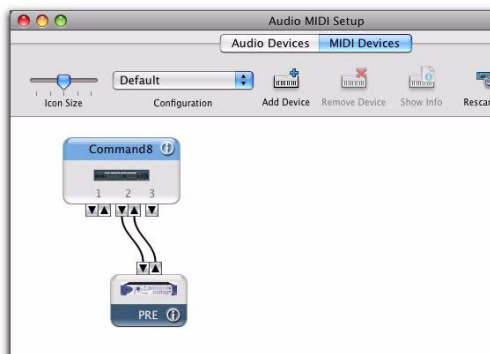 Audio MIDI Setup
Audio Devices MIDI Devices
Default
Icon Size Configuration Add Device Remove Device Show Info Rescan
Command8
1 2 3
PRE